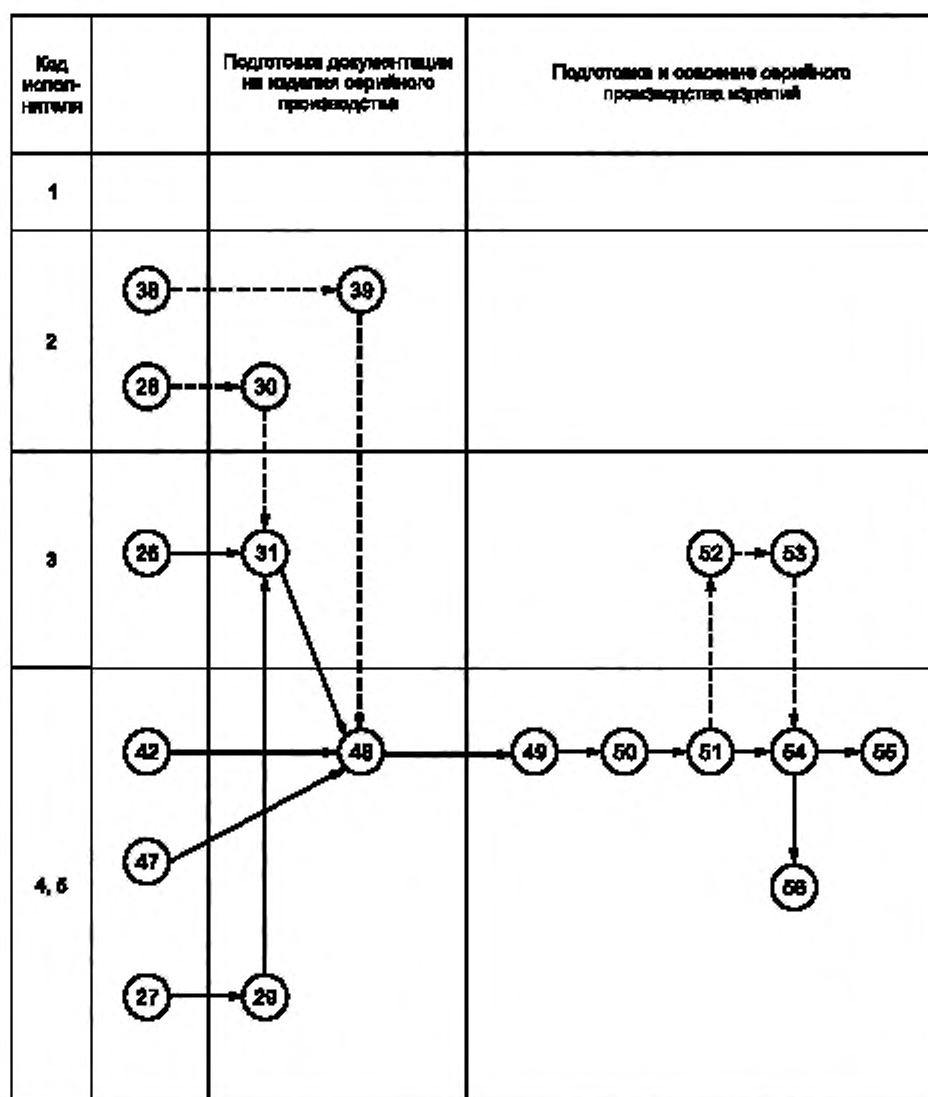 Код
испол-
нителя
Подготовка документации
на изделия серийного
производства
Подготовка и освоение серийного
производства изделий
1
2
38
39
28
30
3
26
31
52
53
4, 5
42
48
49
50
51
54
55
47
56
27
29